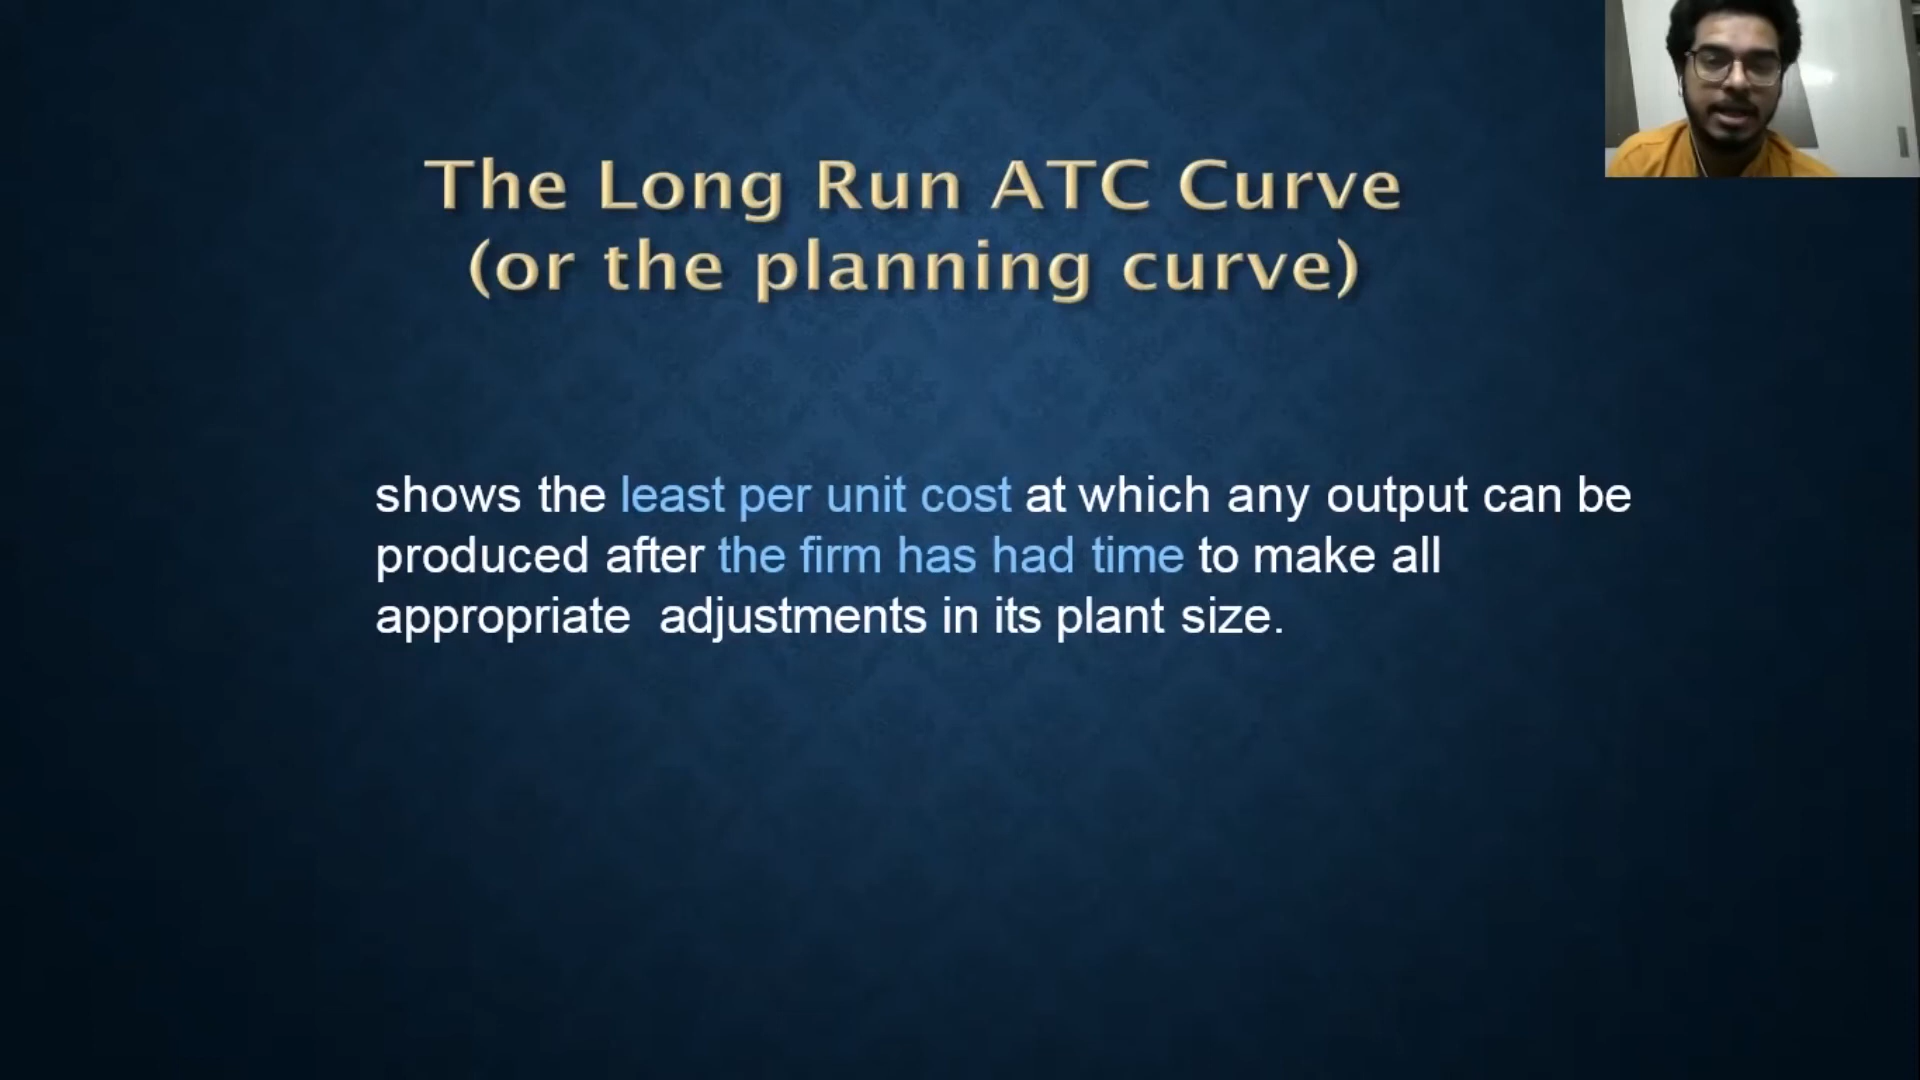 The Long Run ATC Curve
(or the planning curve)
shows the least per unit cost at which any output can be
produced after the firm has had time to make all
appropriate  adjustments in its plant size.